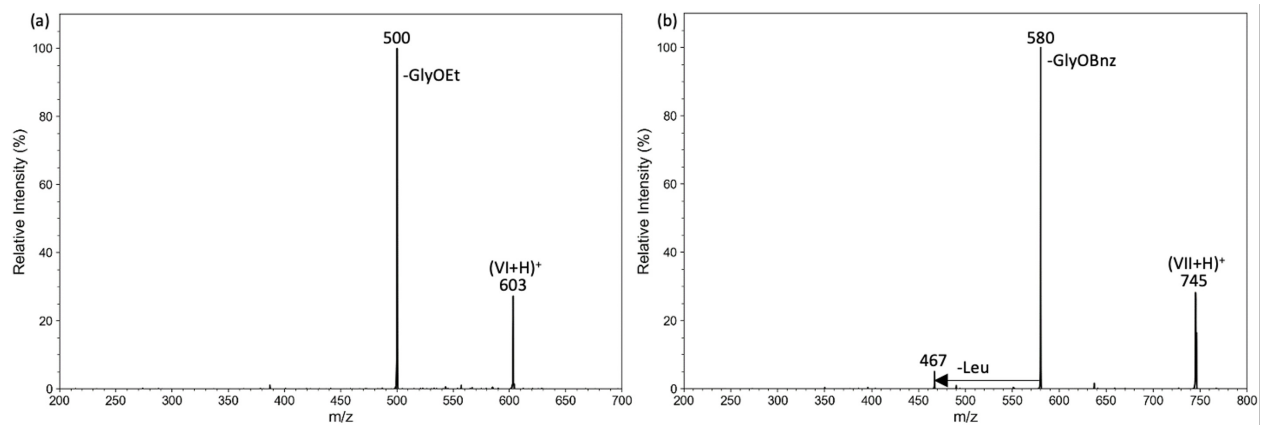 (a)
500
-GlyOEt
(VI+H)+
603
100
80
60
40
20
0
Relative Intensity (%)
200 250 300 350 400 450 500 550 600 650 700
m/z
(b)
580
-GlyOBnz
(VII+H)+
745
467
-Leu
100
80
60
40
20
0
Relative Intensity (%)
200 250 300 350 400 450 500 550 600 650 700 750 800
m/z